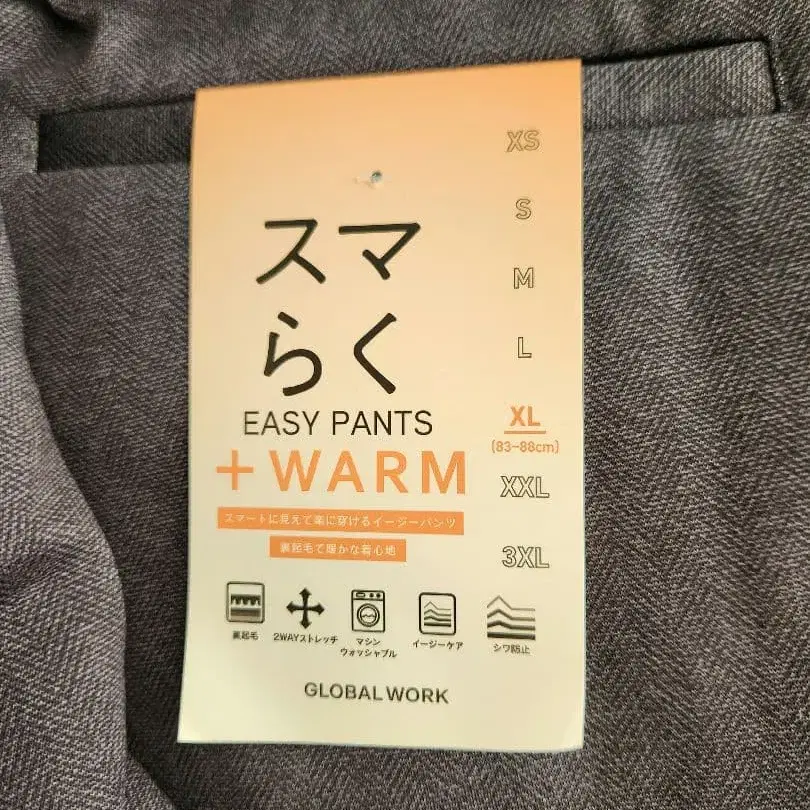 スマ
らく
EASY PANTS
+WARM
スマートに見えて楽に穿けるイージーパンツ
裏起毛で暖かな着心地
XS
S
M
L
XL
(83-88cm)
XXL
3XL
裏起毛
2WAYストレッチ
マシン
ウォッシャブル
イージーケア
シワ防止
GLOBAL WORK